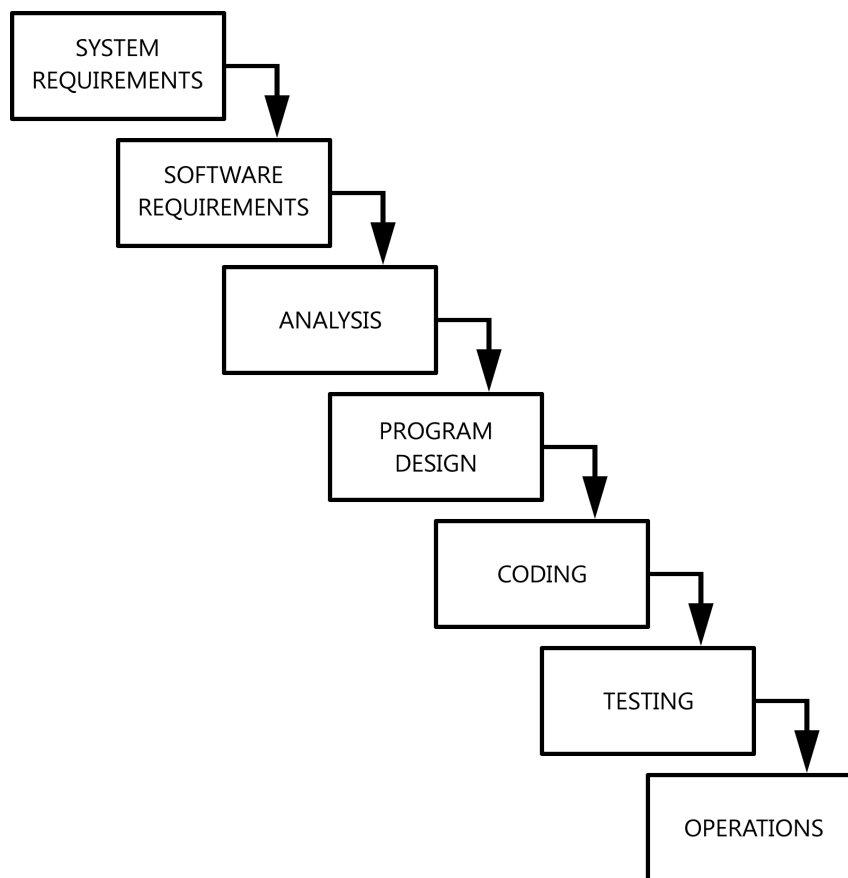 SYSTEM
REQUIREMENTS
SOFTWARE
REQUIREMENTS
ANALYSIS
PROGRAM
DESIGN
CODING
TESTING
OPERATIONS